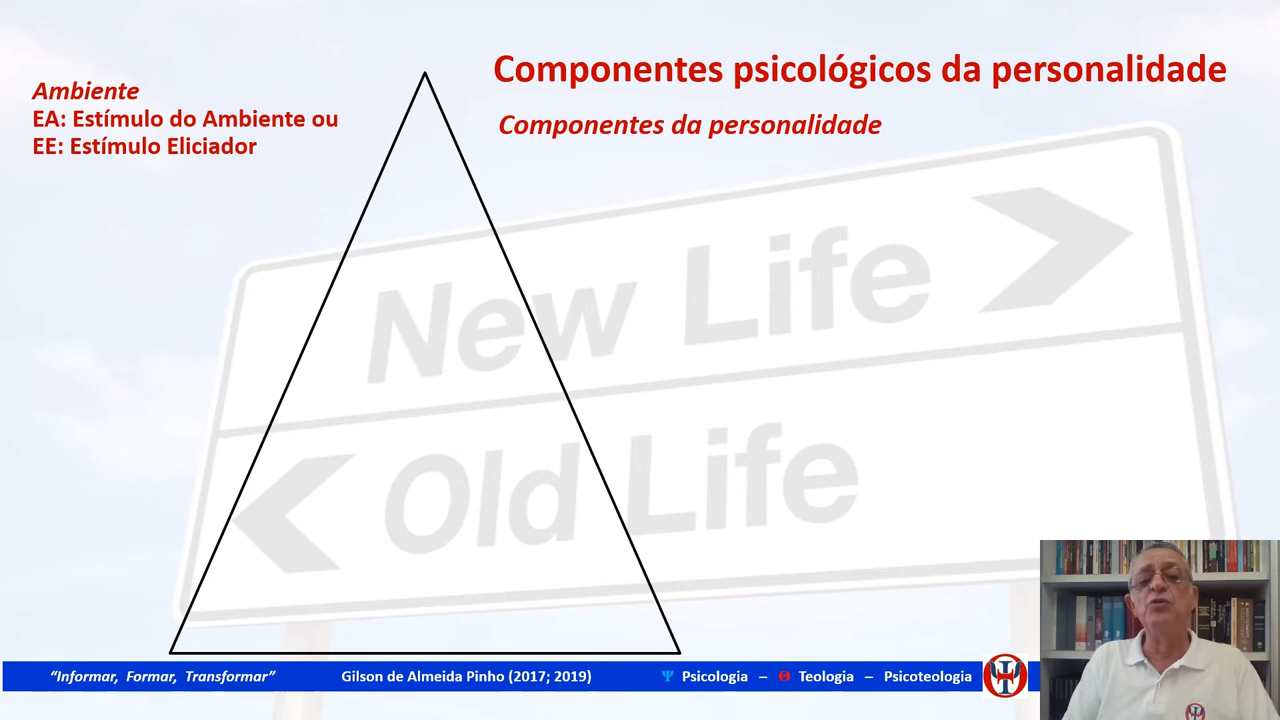 Componentes psicológicos da personalidade
Ambiente
EA: Estímulo do Ambiente ou
EE: Estímulo Eliciador
Componentes da personalidade
New Life
Old Life
“Informar, Formar, Transformar”
Gilson de Almeida Pinho (2017; 2019)
Ψ Psicologia – Θ Teologia – Psicoteologia